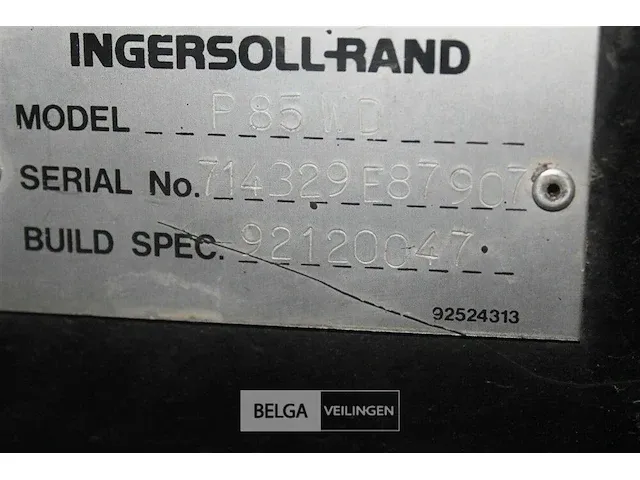 INGERSOLL-RAND
MODEL P85WD
SERIAL No. 714329E87907
BUILD SPEC. 92120047
92524313
BELGA VEILINGEN